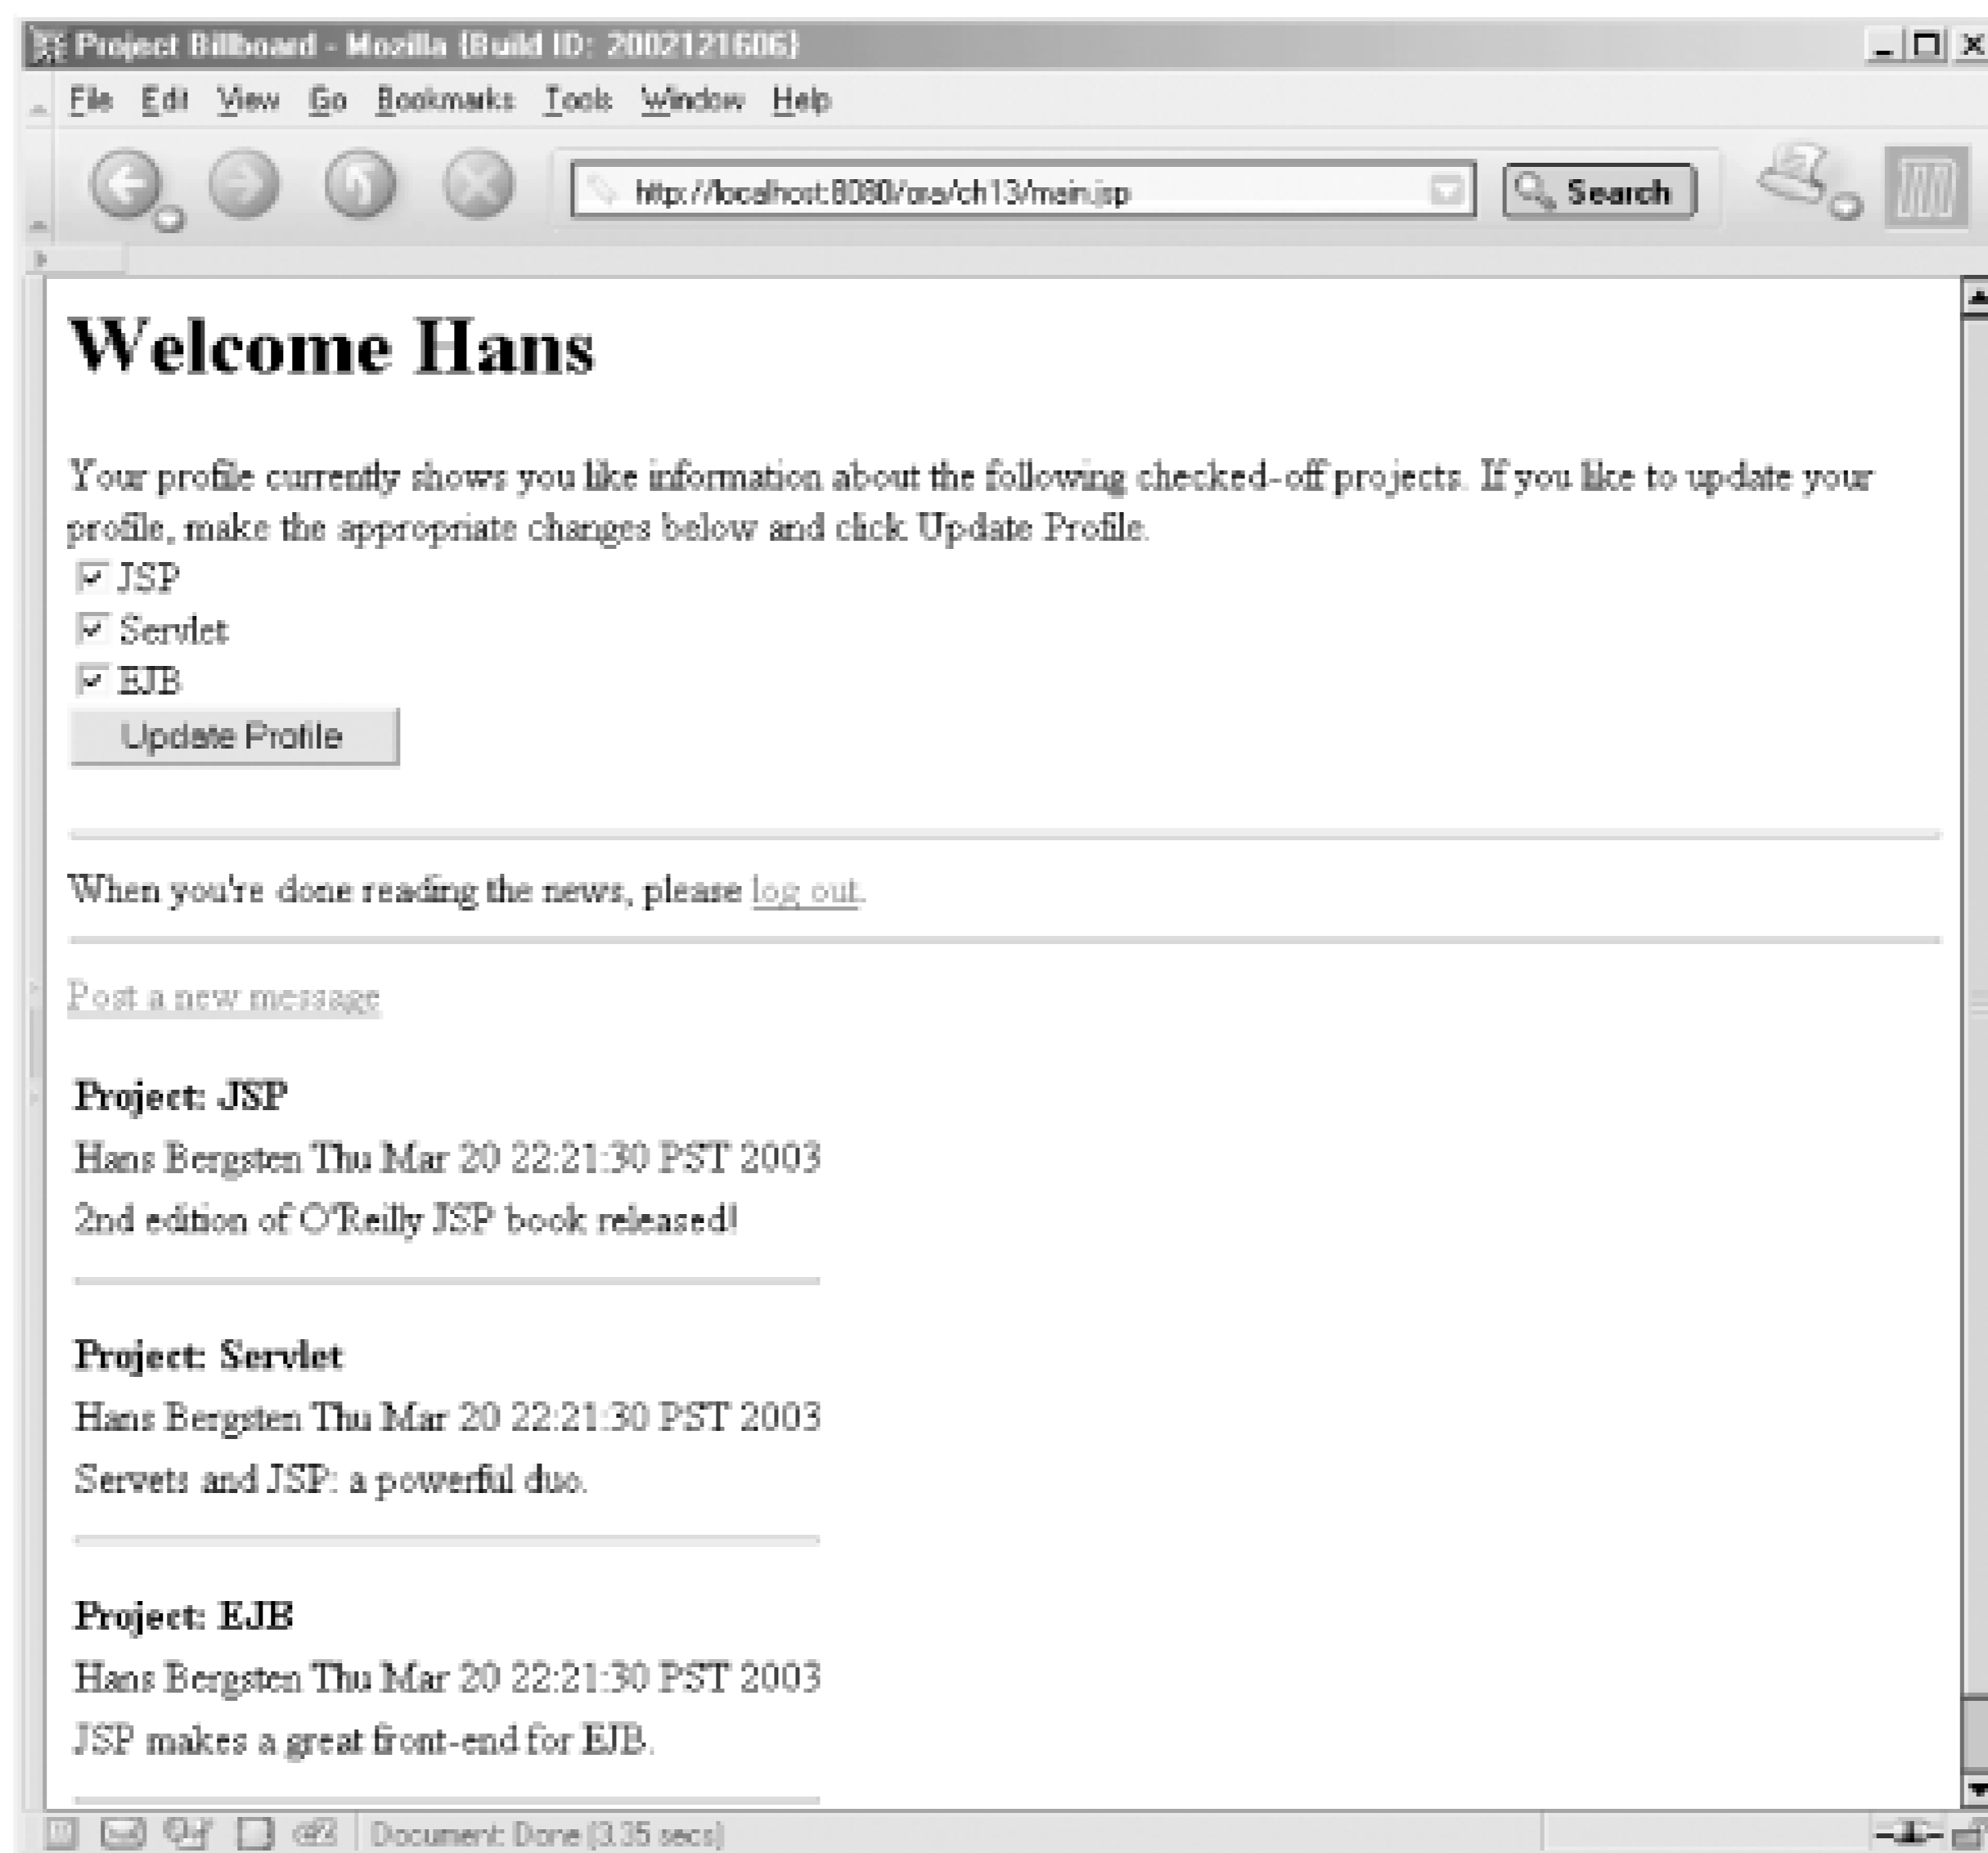 Project Billboard - Mozilla {Build ID: 2002121606}
File Edit View Go Bookmarks Tools Window Help
http://localhost:8080/ora/ch13/main.jsp Search
Welcome Hans
Your profile currently shows you like information about the following checked-off projects. If you like to update your
profile, make the appropriate changes below and click Update Profile.
JSP
Servlet
EJB
Update Profile
When you're done reading the news, please log out.
Post a new message
Project: JSP
Hans Bergsten Thu Mar 20 22:21:30 PST 2003
2nd edition of O'Reilly JSP book released!
Project: Servlet
Hans Bergsten Thu Mar 20 22:21:30 PST 2003
Servets and JSP: a powerful duo.
Project: EJB
Hans Bergsten Thu Mar 20 22:21:30 PST 2003
JSP makes a great front-end for EJB.
Document: Done (3.35 secs)